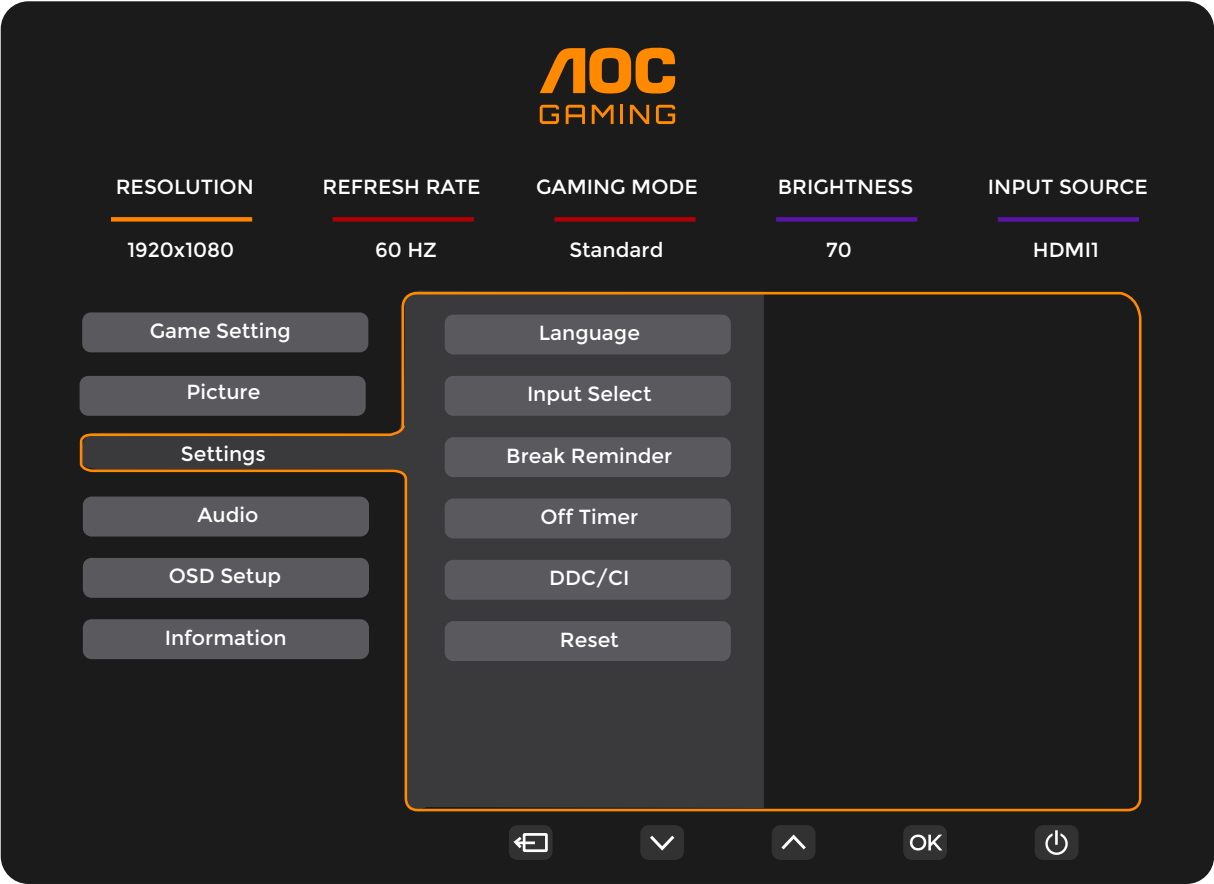 AOC
GAMING
RESOLUTION REFRESH RATE GAMING MODE BRIGHTNESS INPUT SOURCE
1920x1080 60 HZ Standard 70 HDMI1
Game Setting
Picture
Settings
Audio
OSD Setup
Information
Language
Input Select
Break Reminder
Off Timer
DDC/CI
Reset
OK